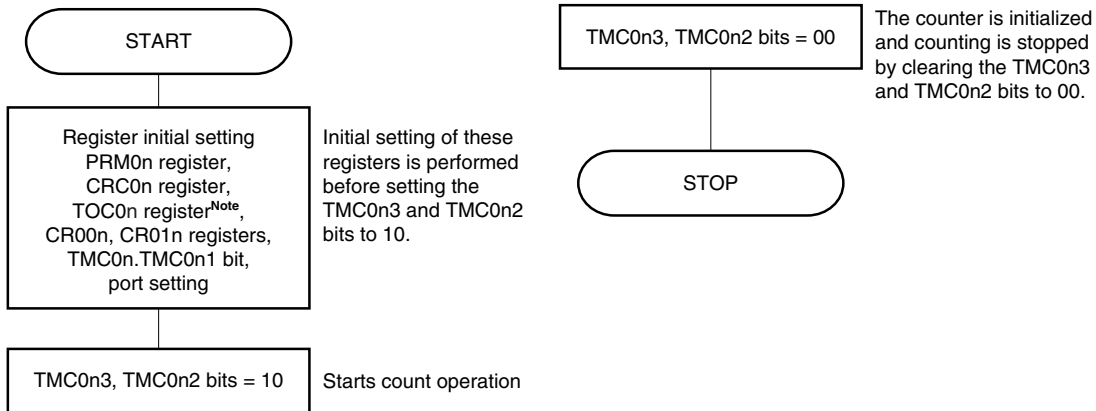 START
Register initial setting
PRM0n register,
CRC0n register,
TOC0n registerNote,
CR00n, CR01n registers,
TMC0n.TMC0n1 bit,
port setting
Initial setting of these
registers is performed
before setting the
TMC0n3 and TMC0n2
bits to 10.
TMC0n3, TMC0n2 bits = 10
Starts count operation
TMC0n3, TMC0n2 bits = 00
The counter is initialized
and counting is stopped
by clearing the TMC0n3
and TMC0n2 bits to 00.
STOP